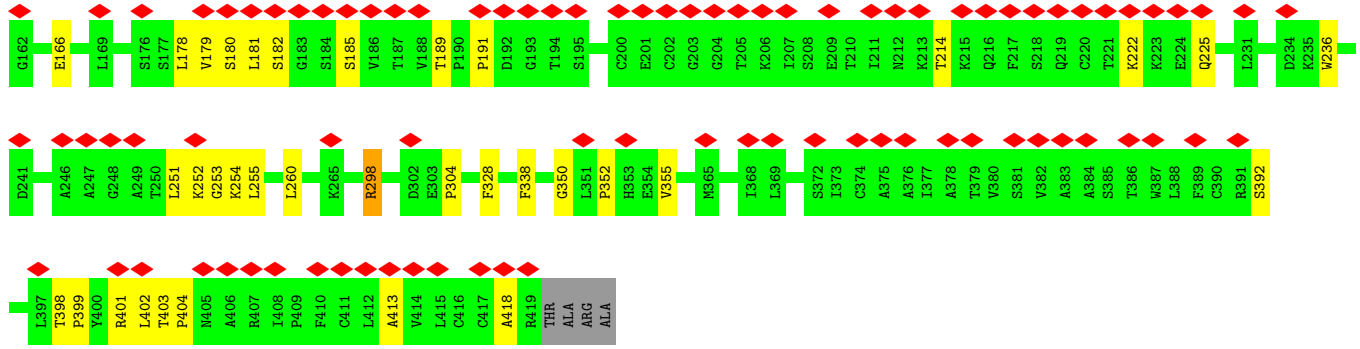 G162 E166 L169 S176 S177 L178 V179 S180 L181 S182 G183 S184 S185 V186 T187 V188 T189 P190 P191 D192 G193 T194 S195 C200 E201 C202 G203 G204 T205 K206 I207 S208 E209 T210 I211 N212 K213 T214 K215 Q216 F217 S218 Q219 C220 T221 K222 K223 E224 Q225 L231 D234 K235 W236
D241 A246 A247 G248 A249 T250 L251 K252 G253 K254 L255 L260 K265 R298 D302 E303 P304 F328 F338 G350 L351 P352 H353 E354 V355 M365 I368 L369 S372 I373 C374 A375 A376 I377 A378 T379 V380 S381 V382 A383 A384 S385 T386 W387 L388 F389 C390 R391 S392
L397 T398 P399 Y400 R401 L402 T403 P404 N405 A406 R407 I408 P409 F410 C411 L412 A413 V414 L415 C416 C417 A418 R419 THR ALA ARG ALA